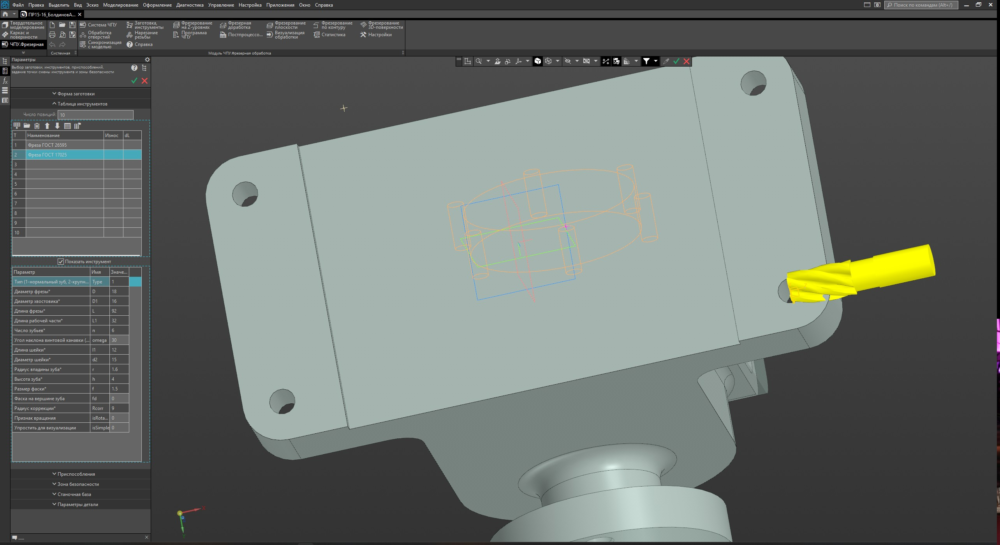 Файл Правка Выделить Вид Эскиз Моделирование Оформление Диагностика Управление Настройка Приложения Окно Справка
Поиск по командам (Alt+/)
ПР15-16_БолдиновА...
Твердотельное моделирование
Каркас и поверхности
ЧПУ.Фрезерная
Системная
Система ЧПУ
Обработка отверстий
Синхронизация с моделью
Заготовка, инструменты
Нарезание резьбы
Справка
Фрезерование на Z-уровнях
Программа ЧПУ
Фрезерная доработка
Постпроцессо...
Фрезерование плоскости
Визуализация обработки
Фрезерование по контуру
Статистика
Фрезерование 3D-поверхности
Настройки
Модуль ЧПУ.Фрезерная обработка
Параметры
Выбор заготовки, инструментов, приспособлений,
задание точки смены инструмента и зоны безопасности
Форма заготовки
Таблица инструментов
Число позиций: 10
T Наименование Износ dL
1 Фреза ГОСТ 26595
2 Фреза ГОСТ 17025
3
4
5
6
7
8
9
10
Показать инструмент
Параметр Имя Значе...
Тип (1-нормальный зуб, 2-крупн... Type 1
Диаметр фрезы* D 18
Диаметр хвостовика* D1 16
Длина фрезы* L 92
Длина рабочей части* L1 32
Число зубьев* n 6
Угол наклона винтовой канавки (... omega 30
Длина шейки* l1 12
Диаметр шейки* d2 15
Радиус впадины зуба* r 1.6
Высота зуба* h 4
Размер фаски* f 1.5
Фаска на вершине зуба fd 0
Радиус коррекции* Rcorr 9
Признак вращения isRota... 0
Упростить для визуализации isSimple 0
Приспособления
Зона безопасности
Станочная база
Параметры детали
.....
X
Y
Z